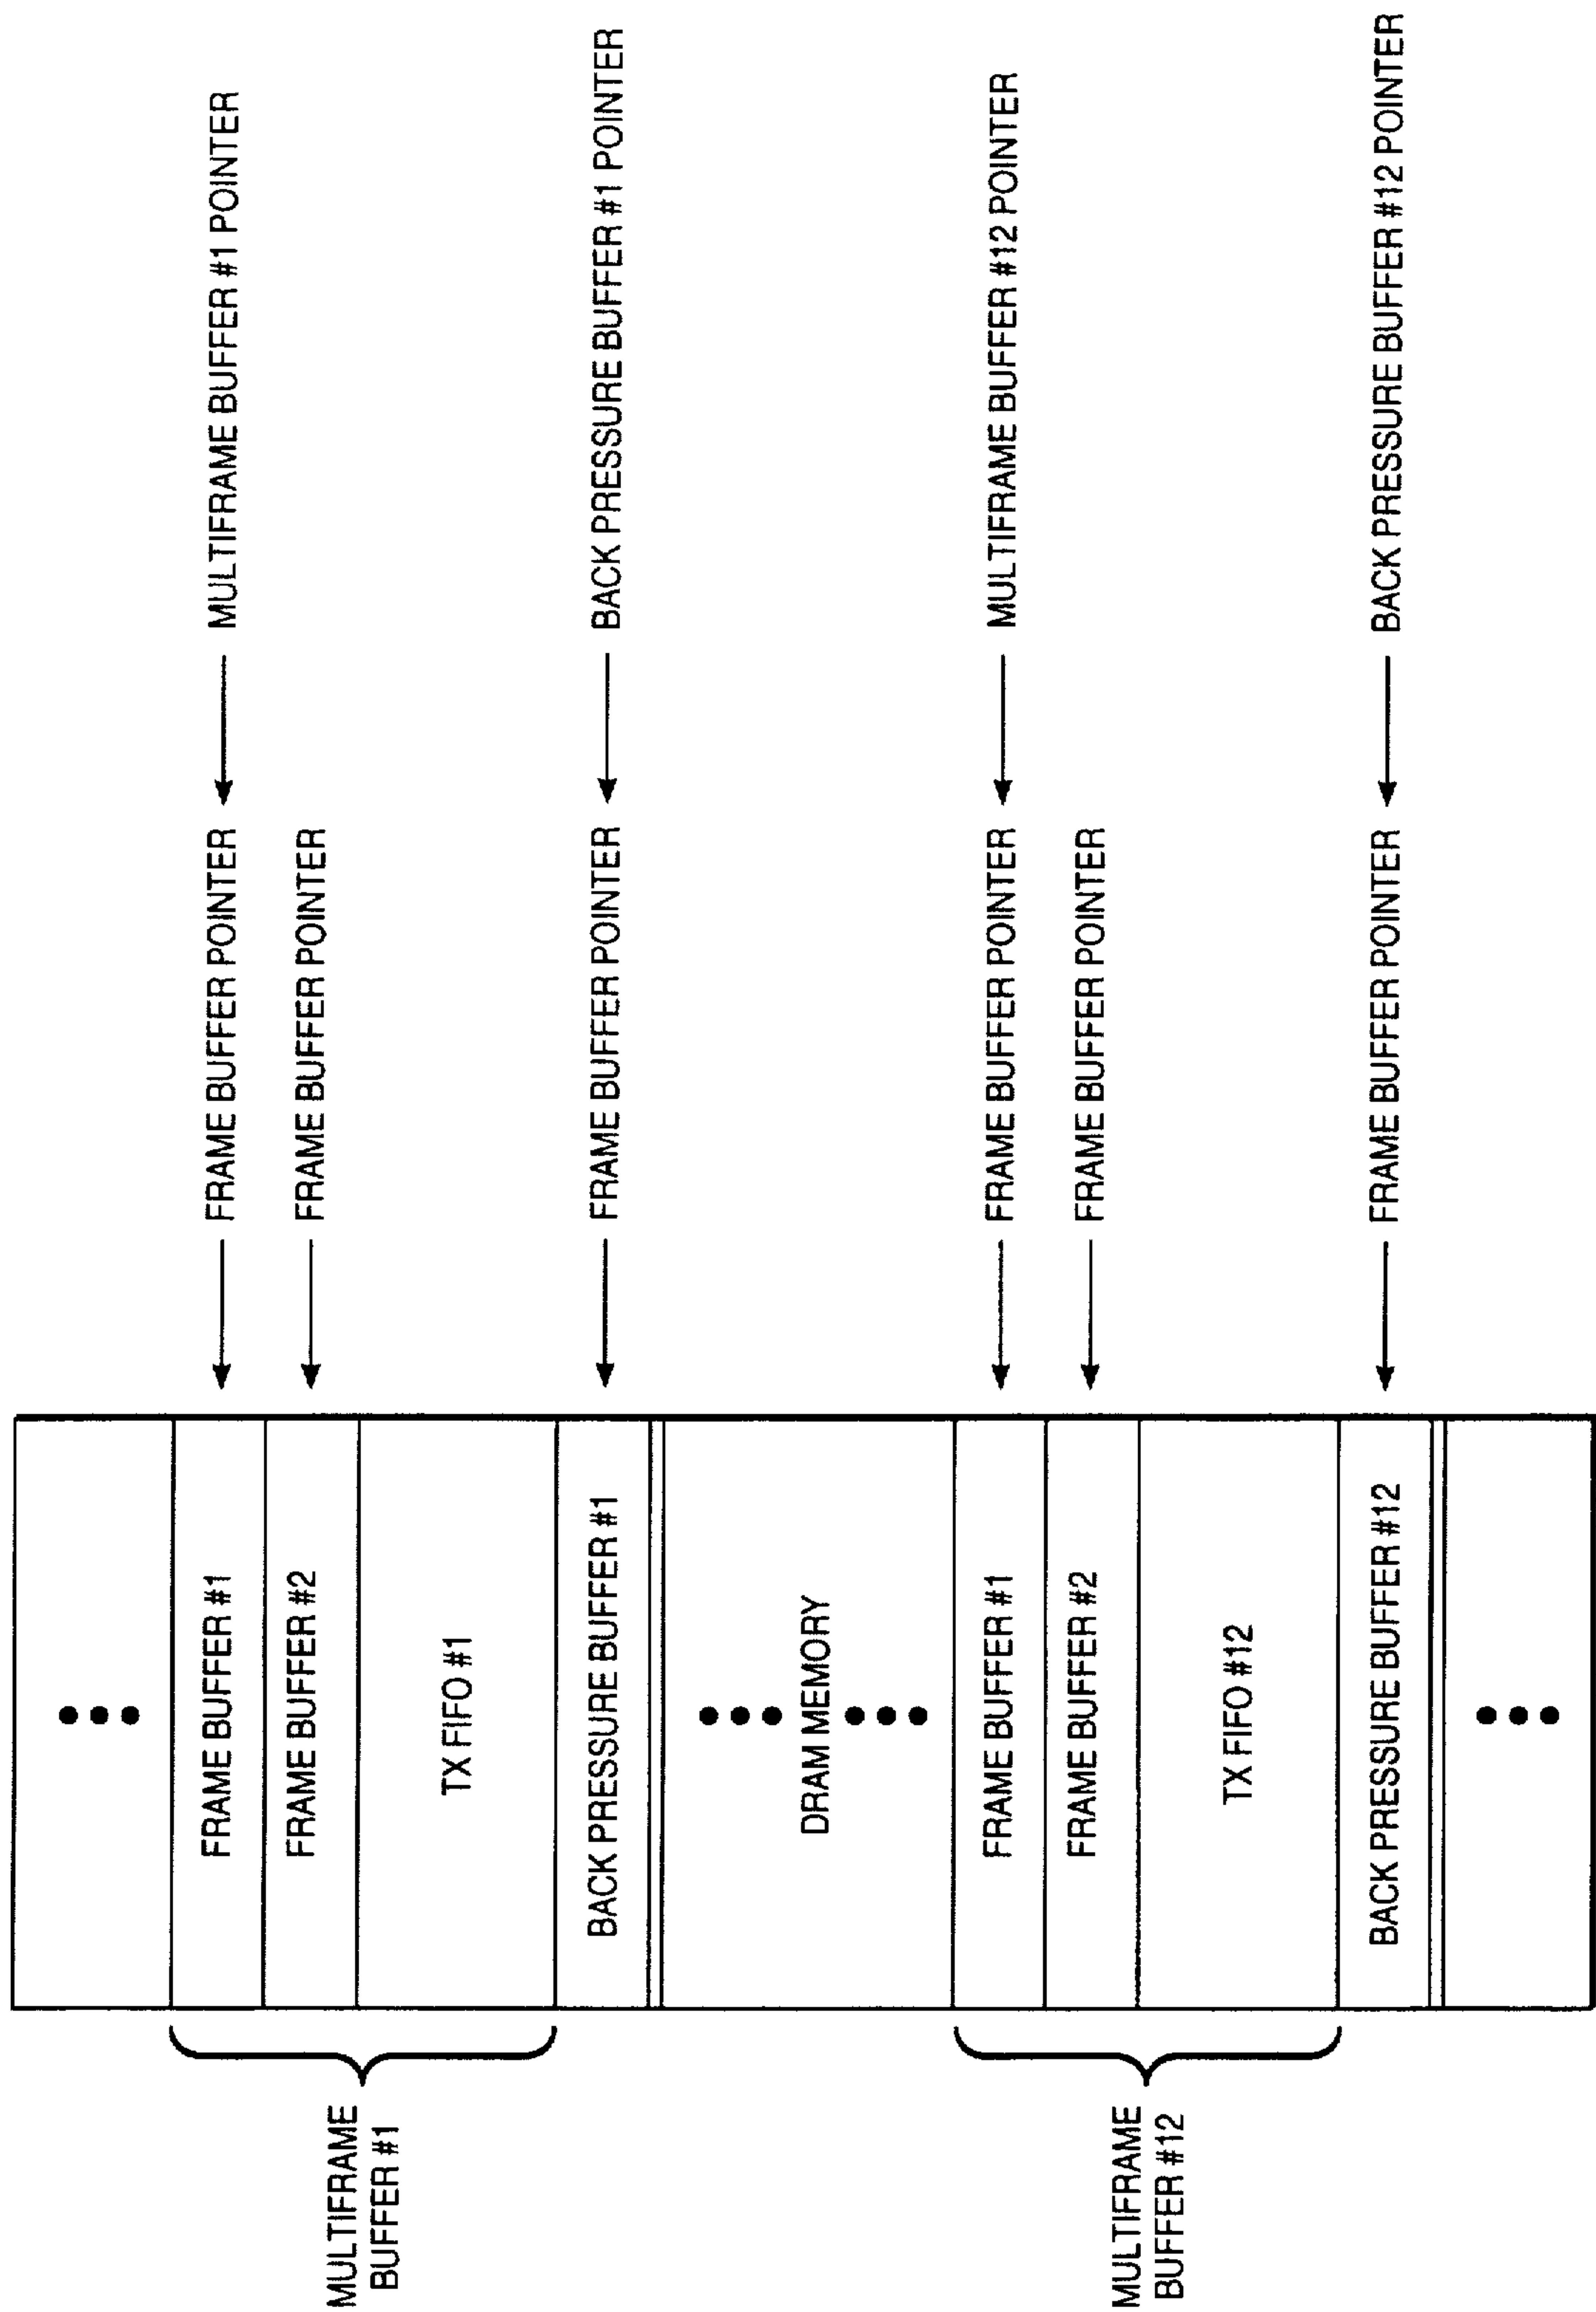 MULTIFRAME
BUFFER #1
MULTIFRAME
BUFFER #12
FRAME BUFFER #1
FRAME BUFFER #2
TX FIFO #1
BACK PRESSURE BUFFER #1
DRAM MEMORY
FRAME BUFFER #1
FRAME BUFFER #2
TX FIFO #12
BACK PRESSURE BUFFER #12
FRAME BUFFER POINTER
FRAME BUFFER POINTER
FRAME BUFFER POINTER
FRAME BUFFER POINTER
FRAME BUFFER POINTER
FRAME BUFFER POINTER
MULTIFRAME BUFFER #1 POINTER
BACK PRESSURE BUFFER #1 POINTER
MULTIFRAME BUFFER #12 POINTER
BACK PRESSURE BUFFER #12 POINTER